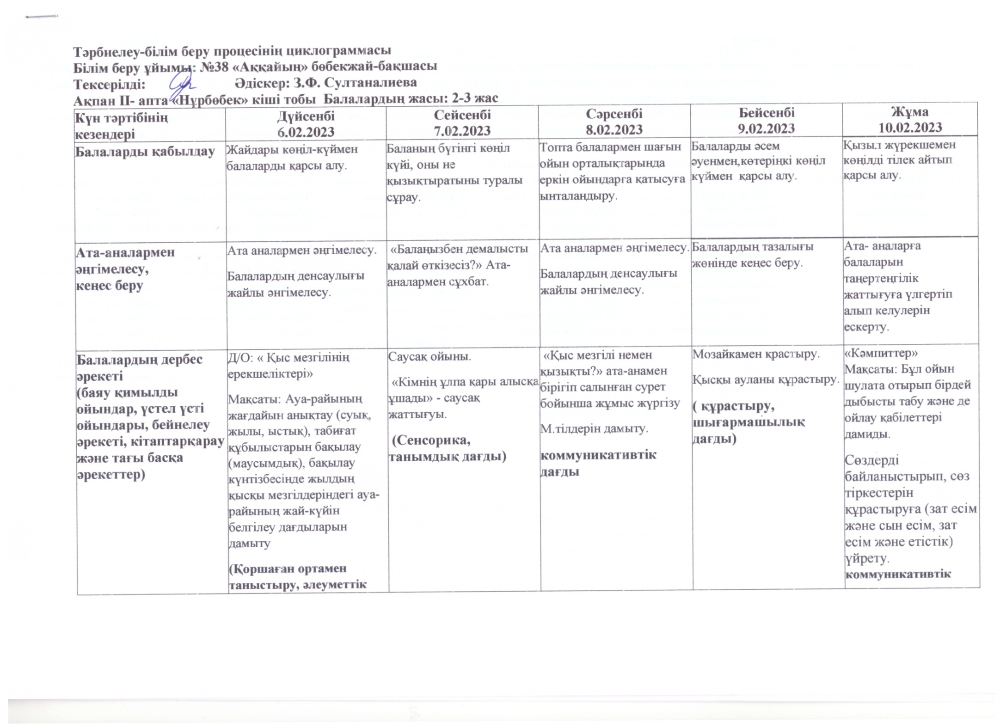 Тәрбиелеу-білім беру процесінің циклограммасы
Білім беру ұйымы: №38 «Аққайың» бөбекжай-бақшасы
Тексерілді: Әдіскер: З.Ф. Султаналиева
Ақпан II- апта «Нұрбөбек» кіші тобы Балалардың жасы: 2-3 жас
Күн тәртібінің
кезендері
Дүйсенбі
6.02.2023
Сейсенбі
7.02.2023
Сәрсенбі
8.02.2023
Бейсенбі
9.02.2023
Жұма
10.02.2023
Балаларды қабылдау
Жайдары көңіл-күймен
балаларды қарсы алу.
Баланың бүгінгі көңіл
күйі, оны не
қызықтыратыны туралы
сұрау.
Топта балалармен шағын
ойын орталықтарында
еркін ойындарға қатысуға
ынталандыру.
Балаларды әсем
әуенмен,көтеріңкі көңіл
күймен қарсы алу.
Қызыл жүрекшемен
көңілді тілек айтып
қарсы алу.
Ата-аналармен
әңгімелесу,
кеңес беру
Ата аналармен әңгімелесу.
Балалардың денсаулығы
жайлы әнгімелесу.
«Балаңызбен демалысты
қалай өткізесіз?» Ата-
аналармен сұхбат.
Ата аналармен әңгімелесу.
Балалардың денсаулығы
жайлы әнгімелесу.
Балалардың тазалығы
жөнінде кеңес беру.
Ата- аналарға
балаларын
таңертеңгілік
жаттығуға үлгертіп
алып келулерін
ескерту.
Балалардың дербес
әрекеті
(баяу қимылды
ойындар, үстел үсті
ойындары, бейнелеу
әрекеті, кітаптарқарау
және тағы басқа
әрекеттер)
Д/О: « Қыс мезгілінің
ерекшеліктері»
Мақсаты: Ауа-райының
жағдайын анықтау (суық,
жылы, ыстық), табиғат
құбылыстарын бақылау
(маусымдық), бақылау
күнтізбесінде жылдың
қысқы мезгілдеріндегі ауа-
райының жай-күйін
белгілеу дағдыларын
дамыту
(Қоршаған ортамен
таныстыру, әлеуметтік
Саусақ ойыны.
«Кімнің ұлпа қары алысқа
ұшады» - саусақ
жаттығуы.
(Сенсорика,
танымдық дағды)
«Қыс мезгілі немен
қызықты?» ата-анамен
бірігіп салынған сурет
бойынша жұмыс жүргізу
М.тілдерін дамыту.
коммуникативтік
дағды
Мозайкамен қрастыру.
Қысқы ауланы құрастыру.
( құрастыру,
шығармашылық
дағды)
«Кәмпиттер»
Мақсаты: Бұл ойын
шулата отырып бірдей
дыбысты табу және де
ойлау қабілеттері
дамиды.
Сөздерді
байланыстырып, сөз
тіркестерін
құрастыруға (зат есім
және сын есім, зат
есім және етістік)
үйрету.
коммуникативтік